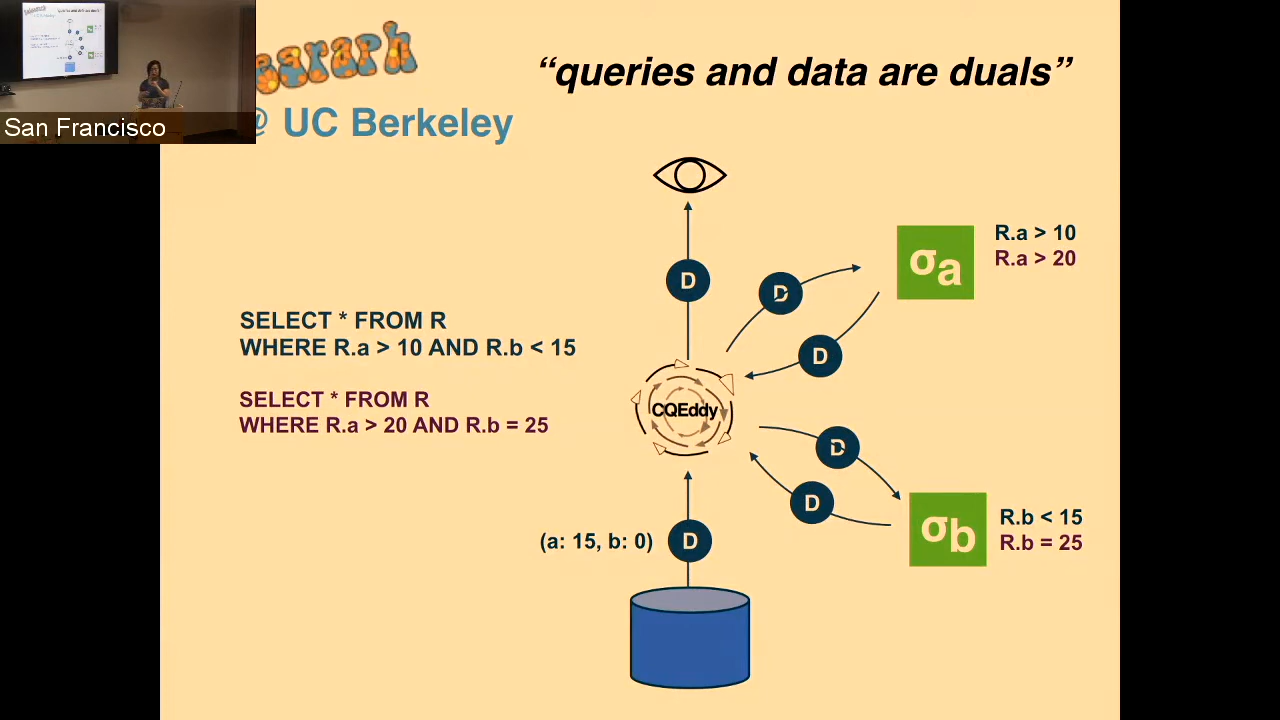 San Francisco
@ UC Berkeley
“queries and data are duals”
D
D
D
D
D
D
CQEddy
σa
R.a > 10
R.a > 20
SELECT * FROM R
WHERE R.a > 10 AND R.b < 15
SELECT * FROM R
WHERE R.a > 20 AND R.b = 25
σb
R.b < 15
R.b = 25
(a: 15, b: 0)